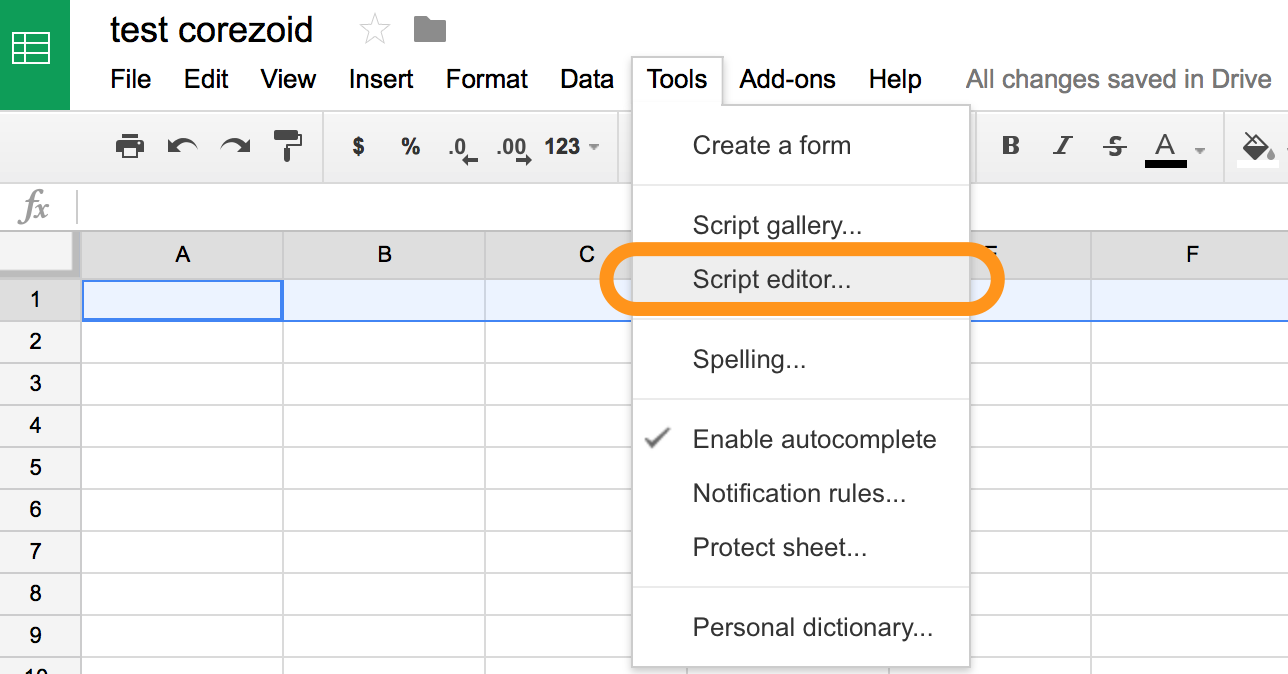 test corezoid
File Edit View Insert Format Data Tools Add-ons Help All changes saved in Drive
$ % .0 .00 123 B I S A
Create a form
fx
Script gallery...
A B C E F
Script editor...
1
2
Spelling...
3
4
Enable autocomplete
5
Notification rules...
6
Protect sheet...
7
8
Personal dictionary...
9
10